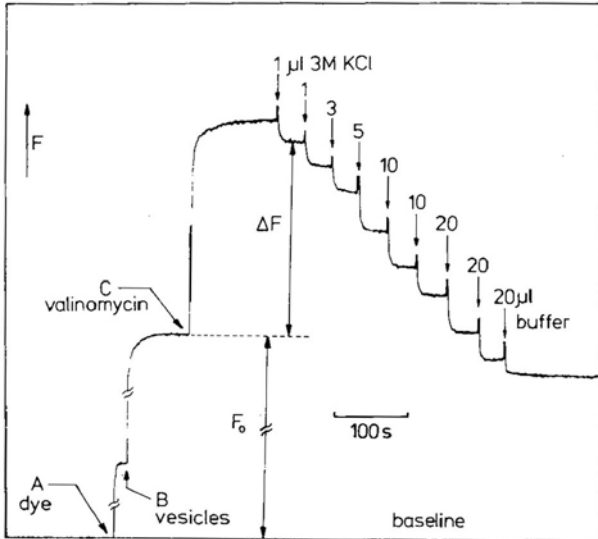 1 µl 3M KCl
1
3
5
10
10
20
20
20µl
buffer
F
ΔF
C
valinomycin
F₀
100s
A
dye
B
vesicles
baseline